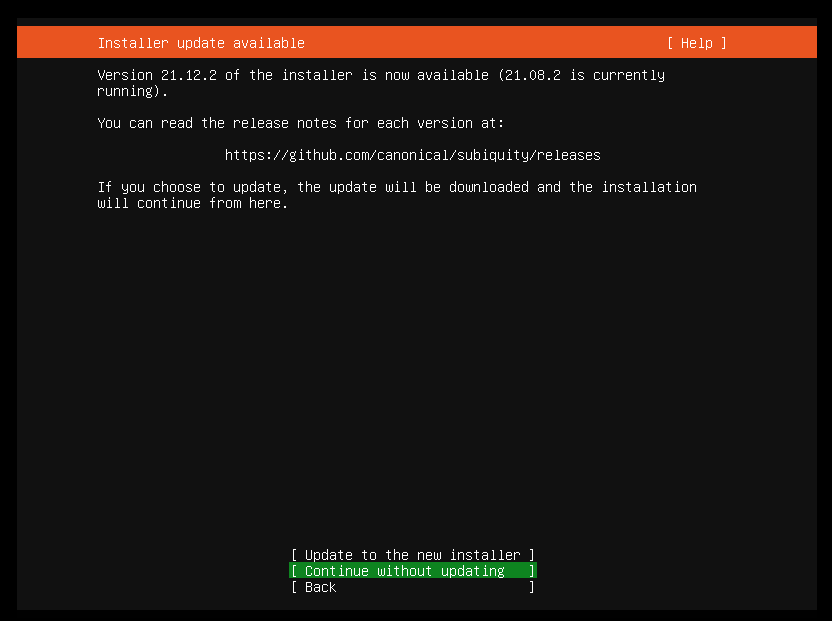 Installer update available [ Help ]
Version 21.12.2 of the installer is now available (21.08.2 is currently
running).
You can read the release notes for each version at:
https://github.com/canonical/subiquity/releases
If you choose to update, the update will be downloaded and the installation
will continue from here.
[ Update to the new installer ]
[ Continue without updating ]
[ Back ]